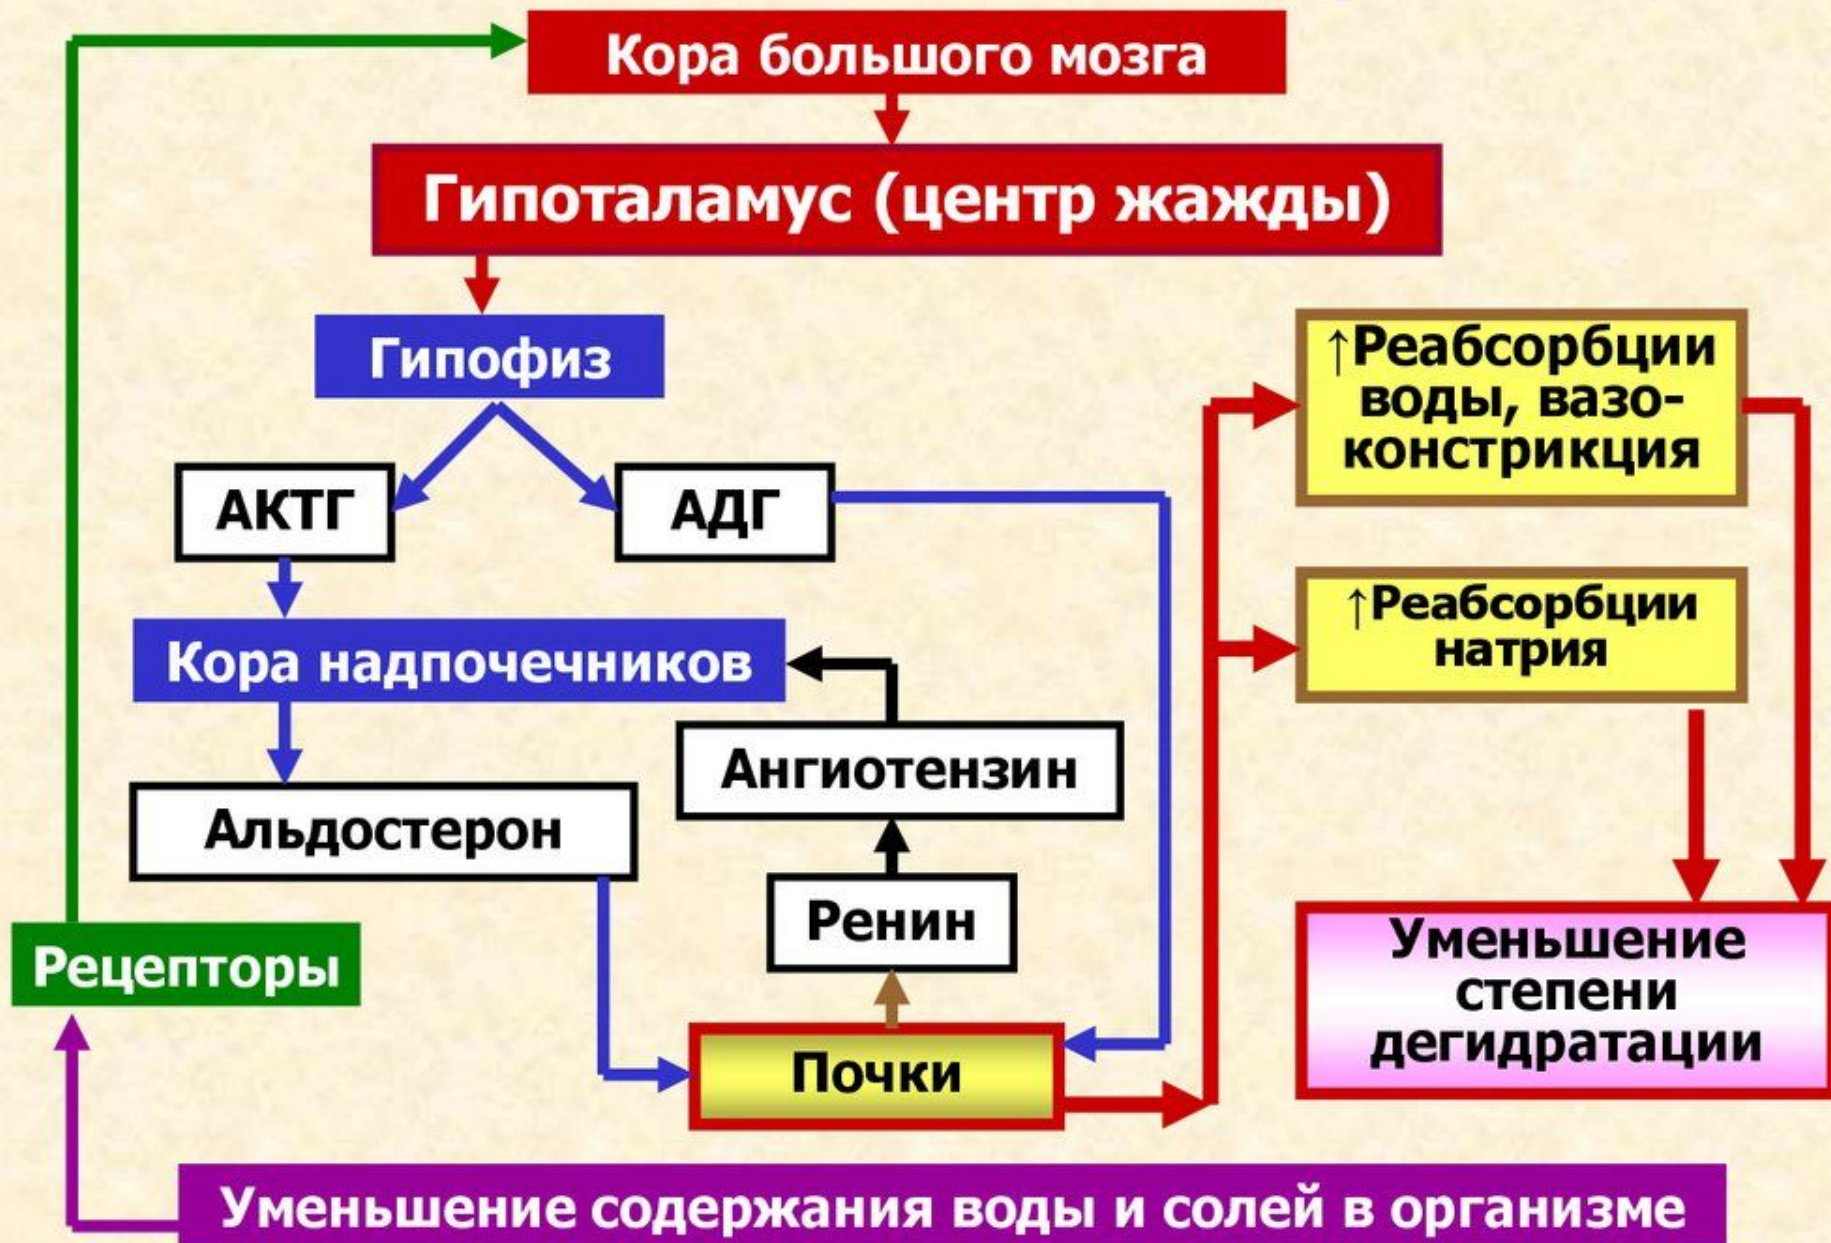 Кора большого мозга
Гипоталамус (центр жажды)
Гипофиз
АКТГ
АДГ
Кора надпочечников
Альдостерон
Ангиотензин
Ренин
Почки
Рецепторы
↑Реабсорбции
воды, вазо-
констрикция
↑Реабсорбции
натрия
Уменьшение
степени
дегидратации
Уменьшение содержания воды и солей в организме